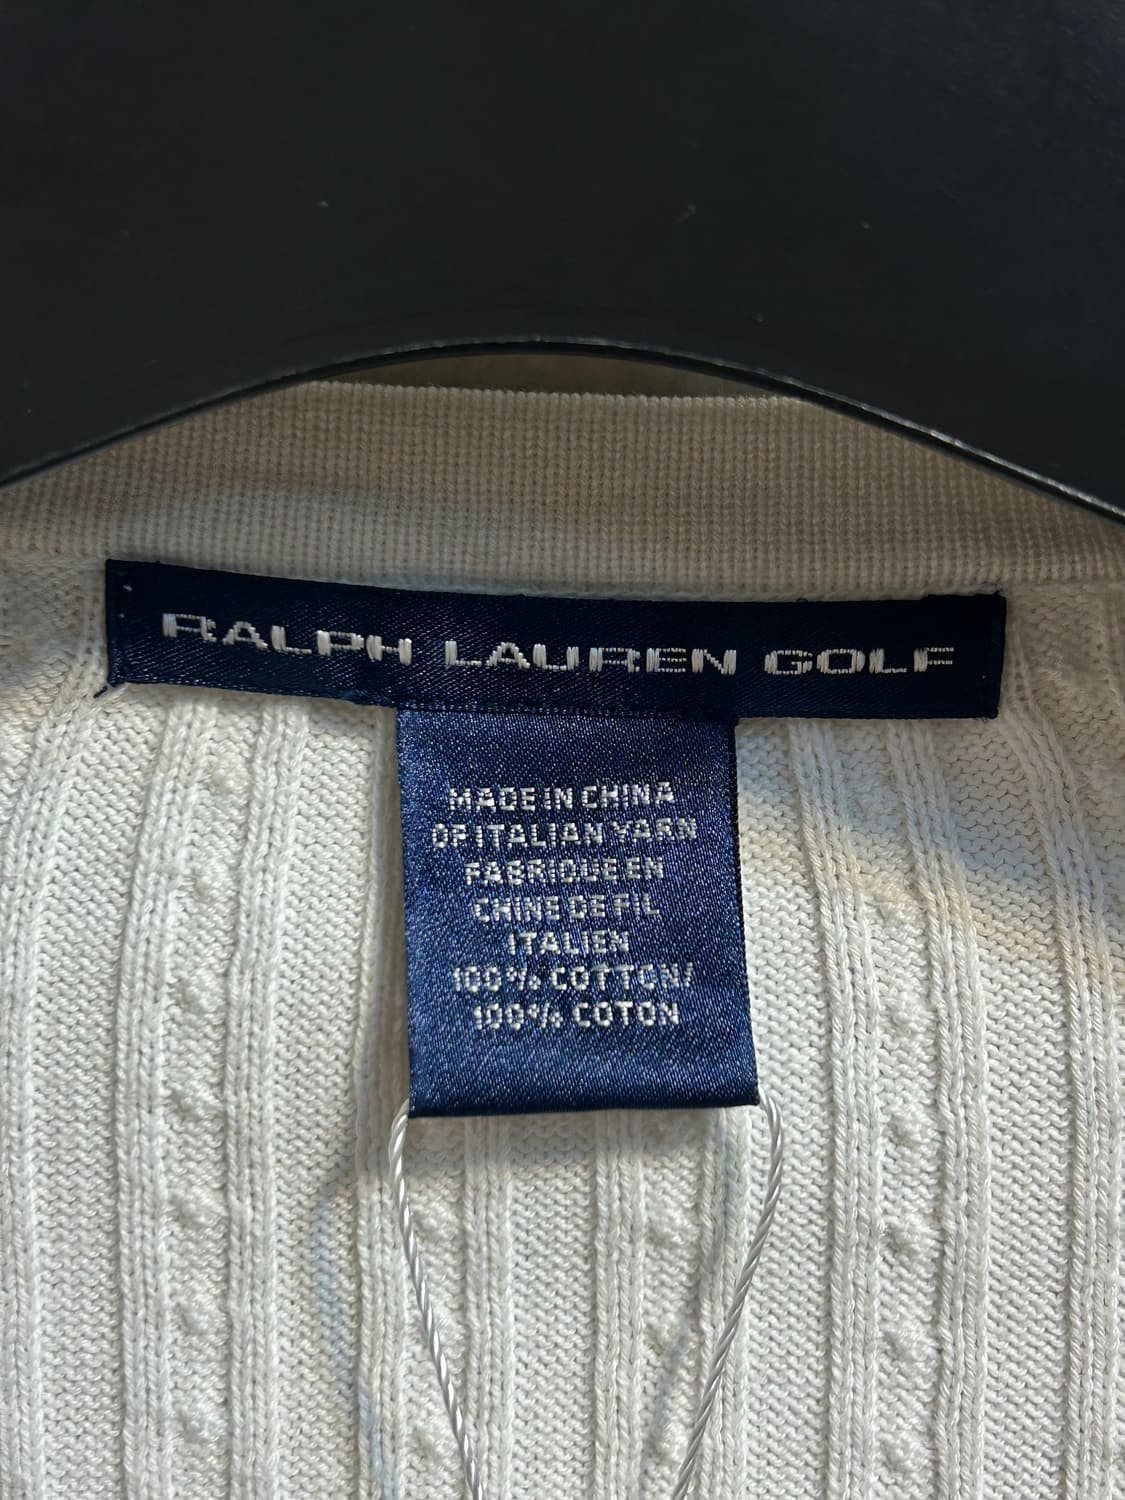 RALPH LAUREN GOLF
MADE IN CHINA
OF ITALIAN YARN
FABRIQUE EN
CHINE DE FIL
ITALIEN
100% COTTON/
100% COTON